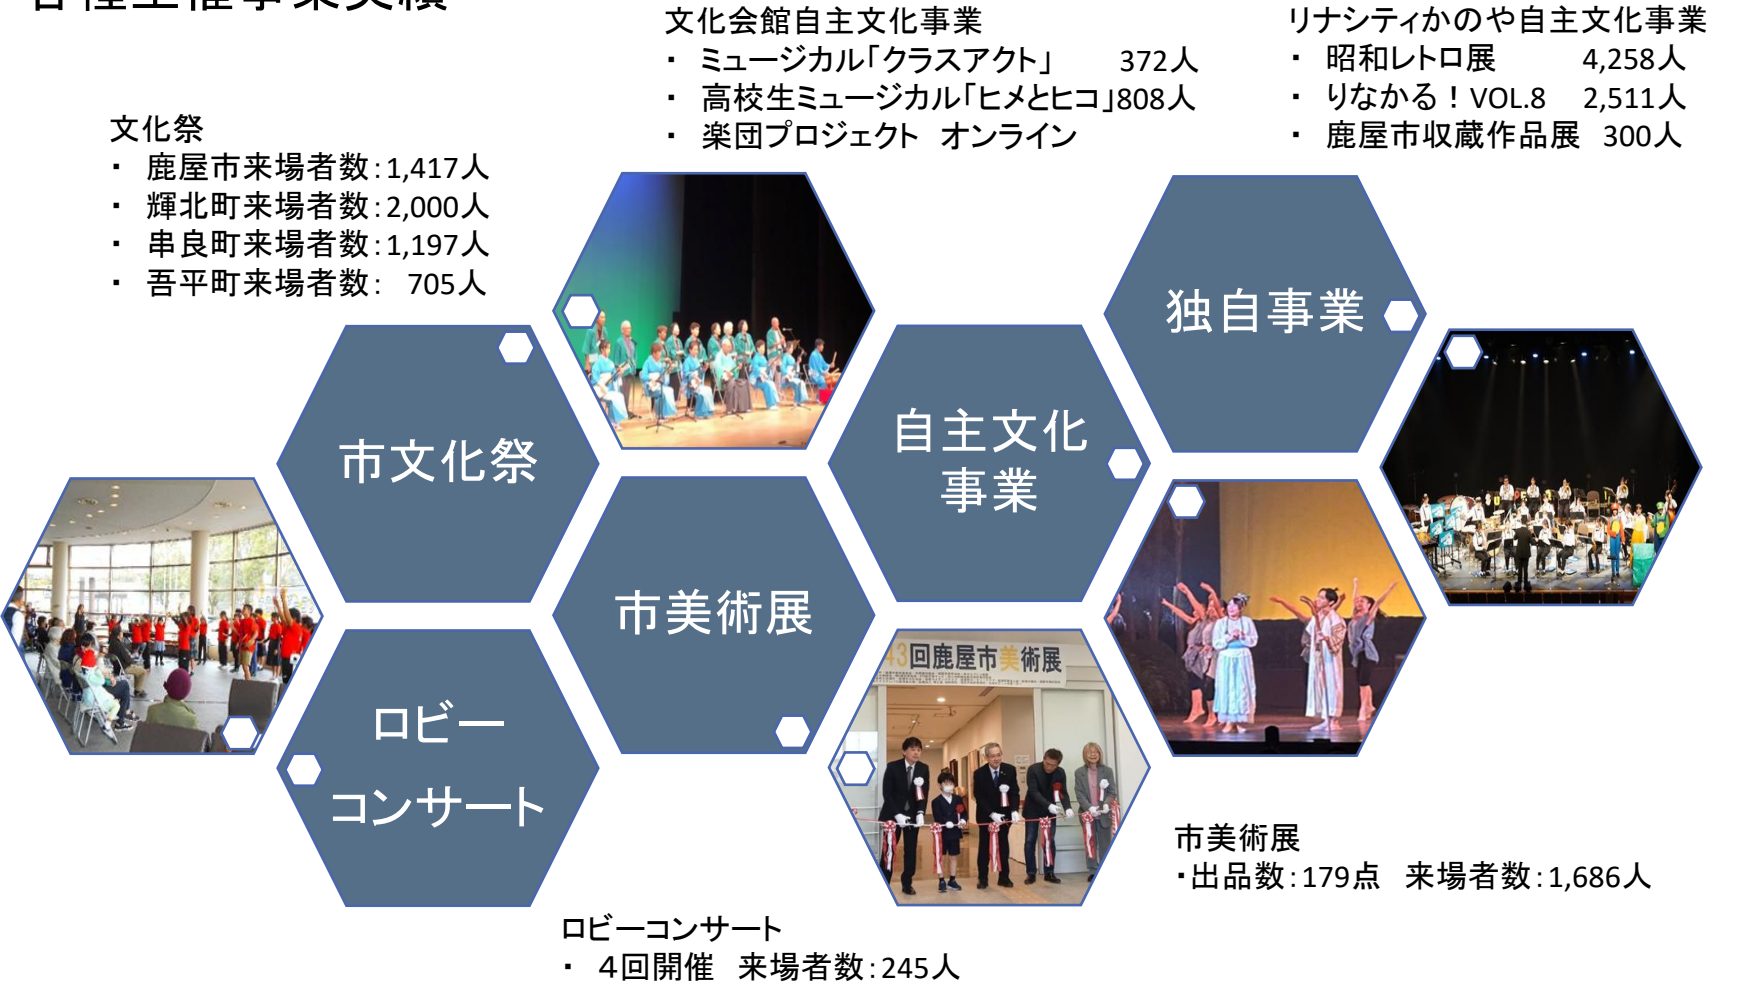 各種主催事業実績
文化会館自主文化事業
・ ミュージカル「クラスアクト」 372人
・ 高校生ミュージカル「ヒメとヒコ」808人
・ 楽団プロジェクト オンライン
リナシティかのや自主文化事業
・ 昭和レトロ展 4,258人
・ りなかる！VOL.8 2,511人
・ 鹿屋市収蔵作品展 300人
文化祭
・ 鹿屋市来場者数：1,417人
・ 輝北町来場者数：2,000人
・ 串良町来場者数：1,197人
・ 吾平町来場者数： 705人
独自事業
自主文化
事業
市文化祭
市美術展
ロビー
コンサート
43回鹿屋市美術展
市美術展
・出品数：179点 来場者数：1,686人
ロビーコンサート
・ ４回開催 来場者数：245人